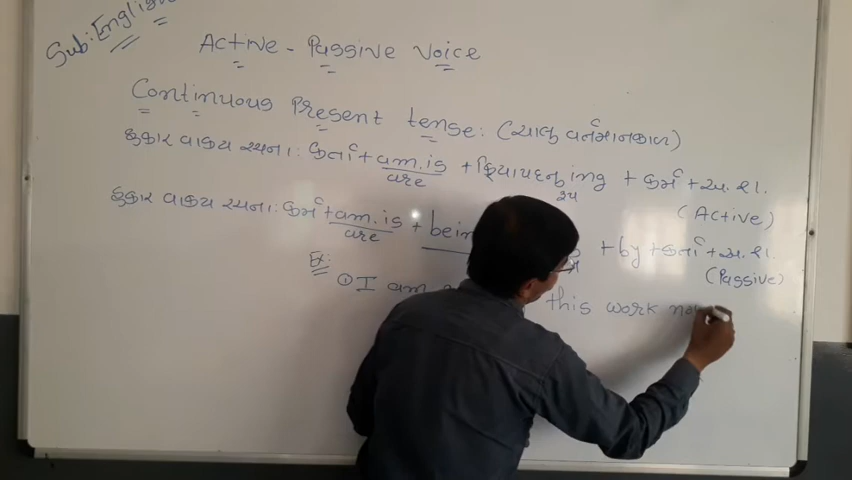 Sub: English
Active - Passive Voice
Continuous Present tense: (ચાલુ વર્તમાનકાળ)
હકાર વાક્ય રચના: કર્તા + am. is / are + ક્રિયાપદનું ing રૂપ + કર્મ + અ. શ.
(Active)
હકાર વાક્ય રચના: કર્મ + am. is / are + + by + કર્તા + અ. શ.
(Passive)
Ex:
① I am this work